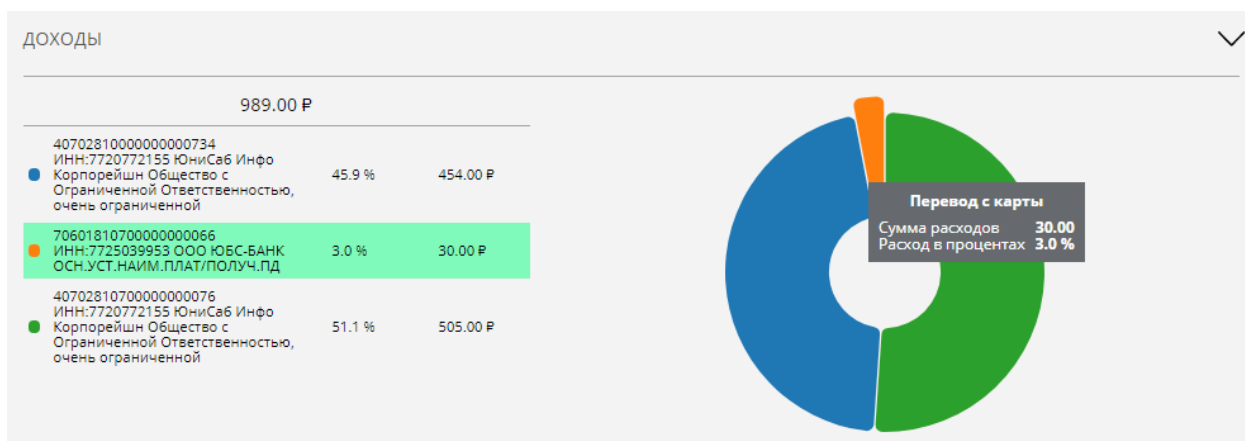 ДОХОДЫ
989.00 ₽
40702810000000000734
ИНН:7720772155 ЮниСаб Инфо
Корпорейшн Общество с
Ограниченной Ответственностью,
очень ограниченной
45.9 %
454.00 ₽
70601810700000000066
ИНН:7725039953 ООО ЮБС-БАНК
ОСН.УСТ.НАИМ.ПЛАТ/ПОЛУЧ.ПД
3.0 %
30.00 ₽
40702810700000000076
ИНН:7720772155 ЮниСаб Инфо
Корпорейшн Общество с
Ограниченной Ответственностью,
очень ограниченной
51.1 %
505.00 ₽
Перевод с карты
Сумма расходов 30.00
Расход в процентах 3.0 %